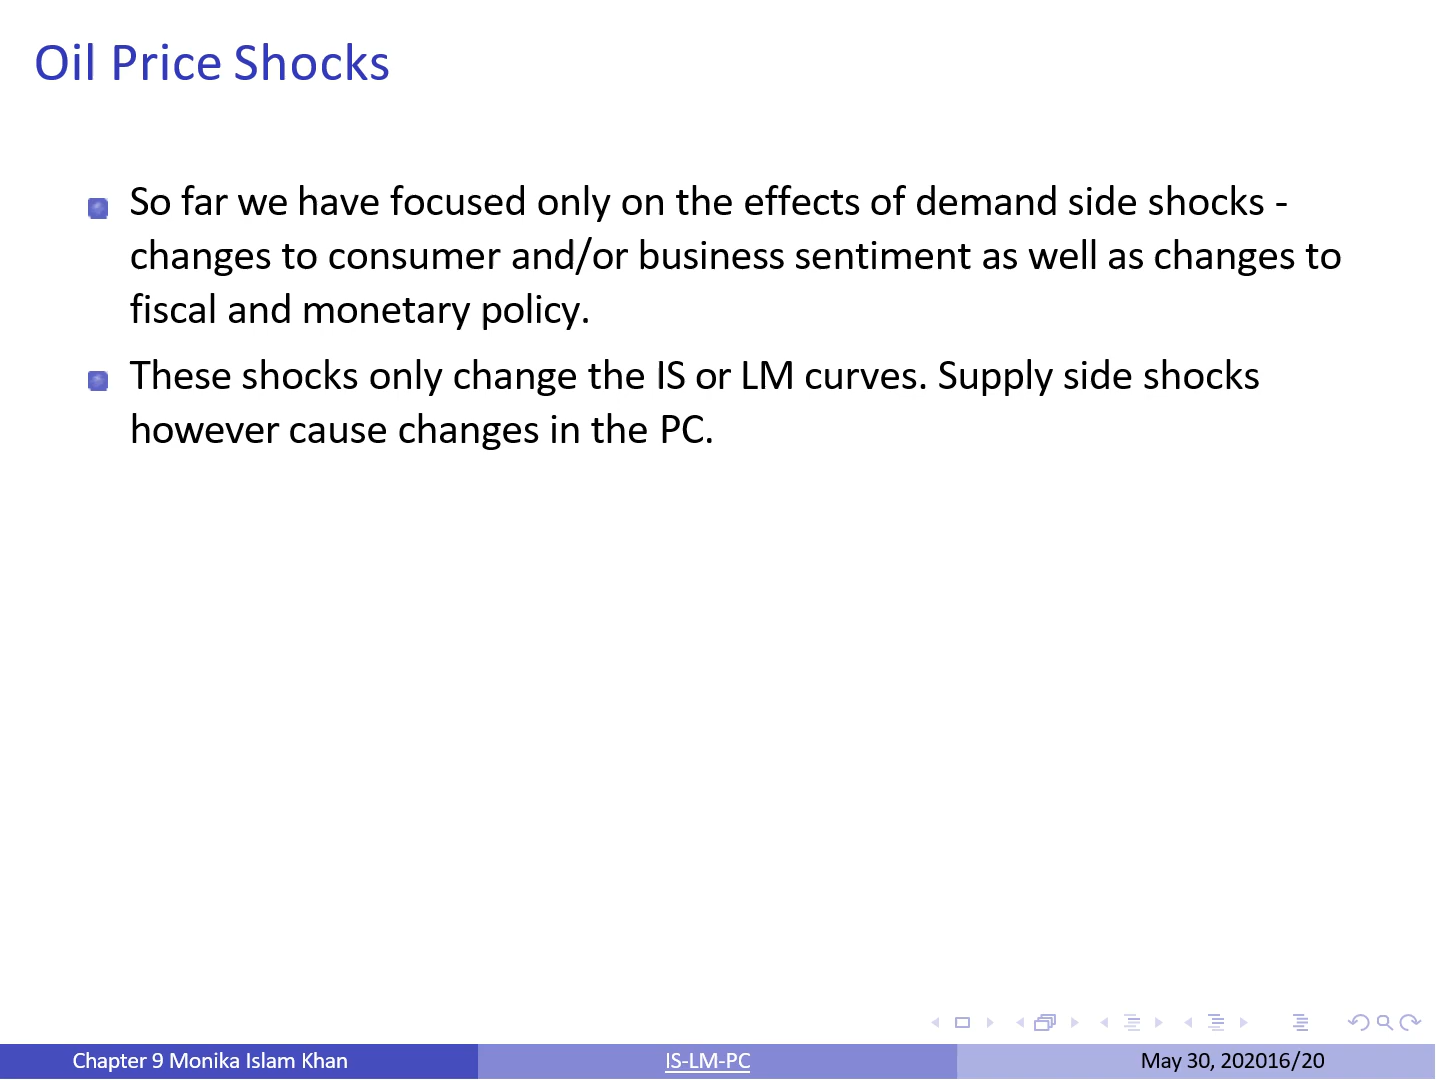 Oil Price Shocks
So far we have focused only on the effects of demand side shocks -
changes to consumer and/or business sentiment as well as changes to
fiscal and monetary policy.
These shocks only change the IS or LM curves. Supply side shocks
however cause changes in the PC.
Chapter 9 Monika Islam Khan
IS-LM-PC
May 30, 202016/20